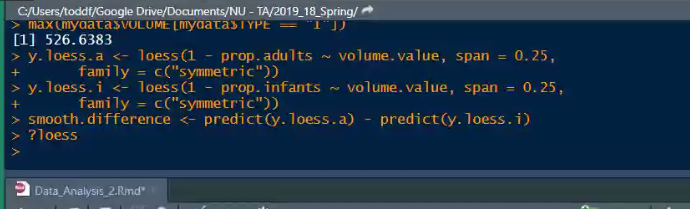 C:/Users/toddf/Google Drive/Documents/NU - TA/2019_18_Spring/
> max(mydata$VOLUME[mydata$TYPE == "I"])
[1] 526.6383
> y.loess.a <- loess(1 - prop.adults ~ volume.value, span = 0.25,
+ family = c("symmetric"))
> y.loess.i <- loess(1 - prop.infants ~ volume.value, span = 0.25,
+ family = c("symmetric"))
> smooth.difference <- predict(y.loess.a) - predict(y.loess.i)
> ?loess
>
Data_Analysis_2.Rmd*